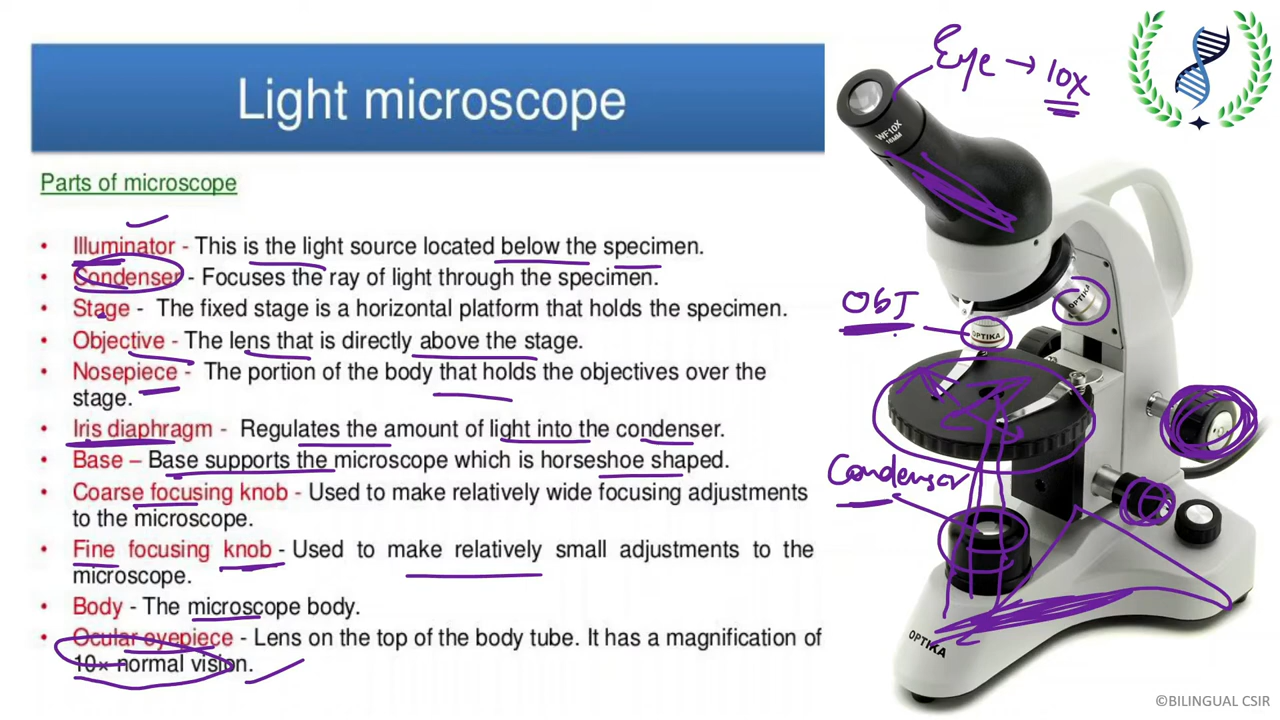 Light microscope
Parts of microscope
• Illuminator - This is the light source located below the specimen.
• Condenser - Focuses the ray of light through the specimen.
• Stage - The fixed stage is a horizontal platform that holds the specimen.
• Objective - The lens that is directly above the stage.
• Nosepiece - The portion of the body that holds the objectives over the
stage.
• Iris diaphragm - Regulates the amount of light into the condenser.
• Base – Base supports the microscope which is horseshoe shaped.
• Coarse focusing knob - Used to make relatively wide focusing adjustments
to the microscope.
• Fine focusing knob - Used to make relatively small adjustments to the
microscope.
• Body - The microscope body.
• Ocular eyepiece - Lens on the top of the body tube. It has a magnification of
10× normal vision.
Eye → 10x
WF10X
16MM
OPTIKA
OBJ
OPTIKA
Condensor
OPTIKA
©BILINGUAL CSIR